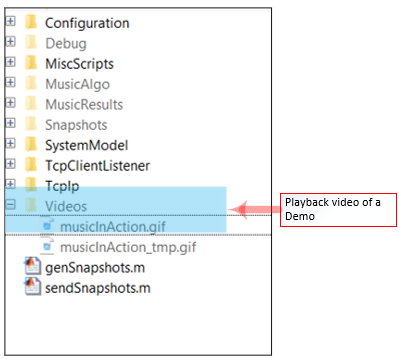 Configuration
Debug
MiscScripts
MusicAlgo
MusicResults
Snapshots
SystemModel
TcpClientListener
TcpIp
Videos
musicInAction.gif
musicInAction_tmp.gif
genSnapshots.m
sendSnapshots.m
Playback video of a
Demo